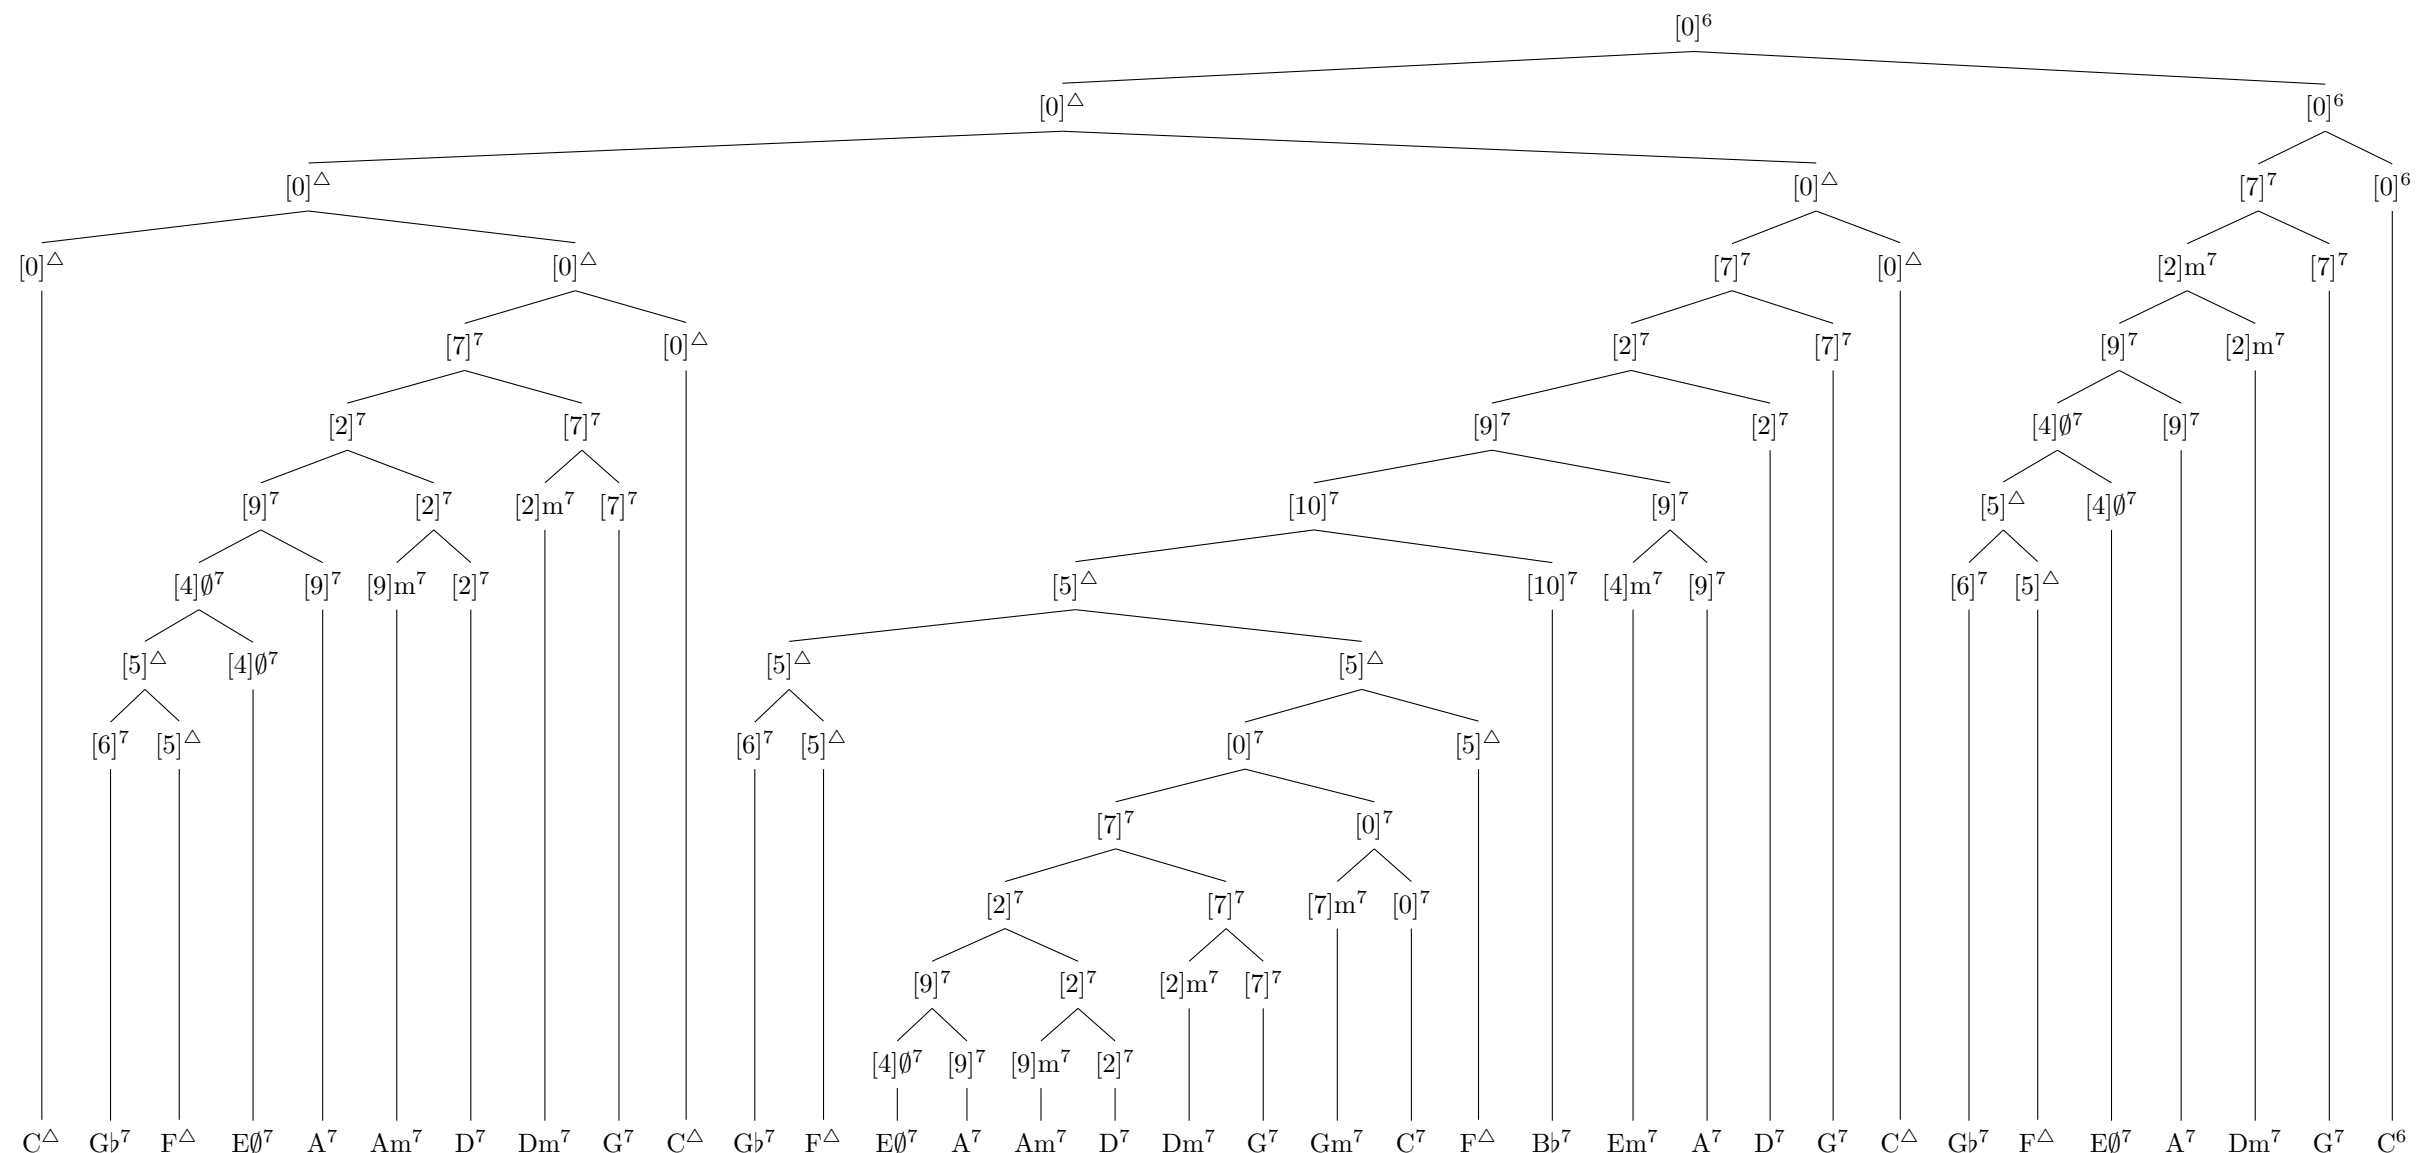 [0]⁶
[0]△ [0]⁶
[0]△ [0]△ [7]⁷ [0]⁶
[0]△ [0]△ [7]⁷ [0]△ [2]m⁷ [7]⁷
[7]⁷ [0]△ [2]⁷ [7]⁷ [9]⁷ [2]m⁷
[2]⁷ [7]⁷ [9]⁷ [2]⁷ [4]∅⁷ [9]⁷
[9]⁷ [2]⁷ [2]m⁷ [7]⁷ [10]⁷ [9]⁷ [5]△ [4]∅⁷
[4]∅⁷ [9]⁷ [9]m⁷ [2]⁷ [5]△ [10]⁷ [4]m⁷ [9]⁷ [6]⁷ [5]△
[5]△ [4]∅⁷ [5]△ [5]△
[6]⁷ [5]△ [6]⁷ [5]△ [0]⁷ [5]△
[7]⁷ [0]⁷
[2]⁷ [7]⁷ [7]m⁷ [0]⁷
[9]⁷ [2]⁷ [2]m⁷ [7]⁷
[4]∅⁷ [9]⁷ [9]m⁷ [2]⁷
C△ G♭⁷ F△ E∅⁷ A⁷ Am⁷ D⁷ Dm⁷ G⁷ C△ G♭⁷ F△ E∅⁷ A⁷ Am⁷ D⁷ Dm⁷ G⁷ Gm⁷ C⁷ F△ B♭⁷ Em⁷ A⁷ D⁷ G⁷ C△ G♭⁷ F△ E∅⁷ A⁷ Dm⁷ G⁷ C⁶